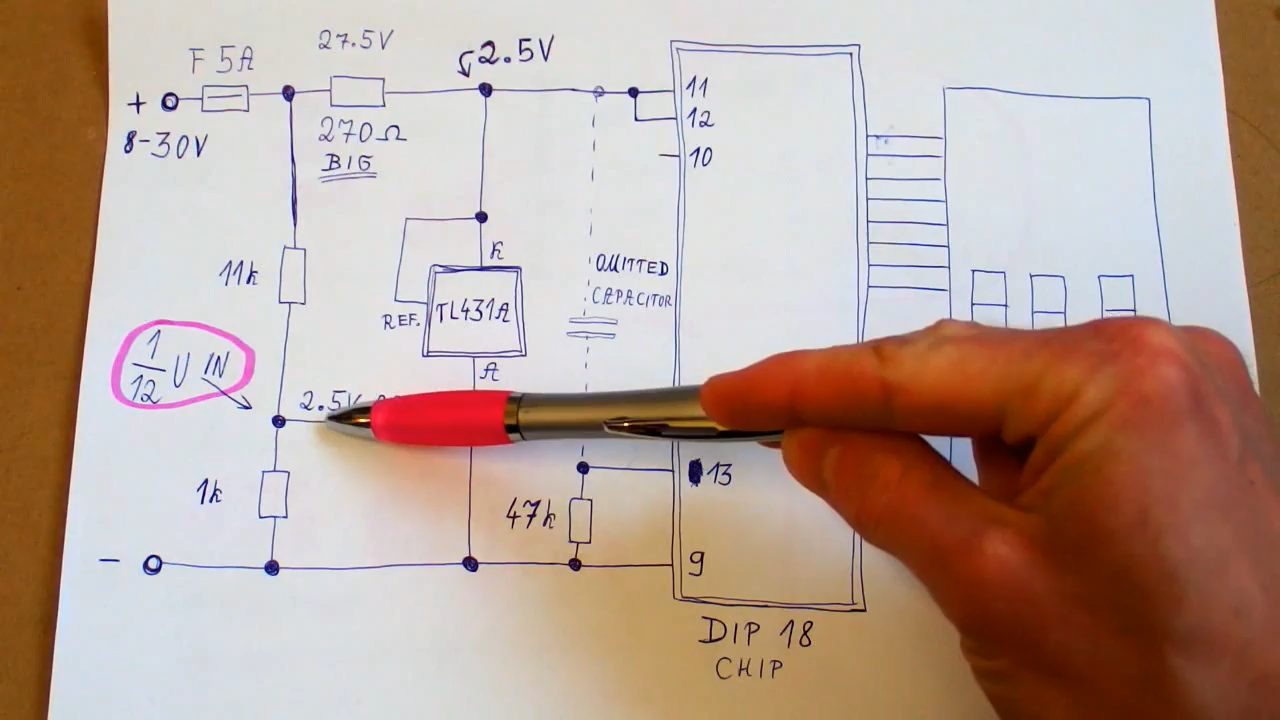 F 5A
27.5V
2.5V
+
8-30V
270Ω
BIG
11
12
10
11k
K
OMITTED
CAPACITOR
REF.
TL431A
1/12 U IN
A
2.5V
1k
13
47k
-
9
DIP 18
CHIP